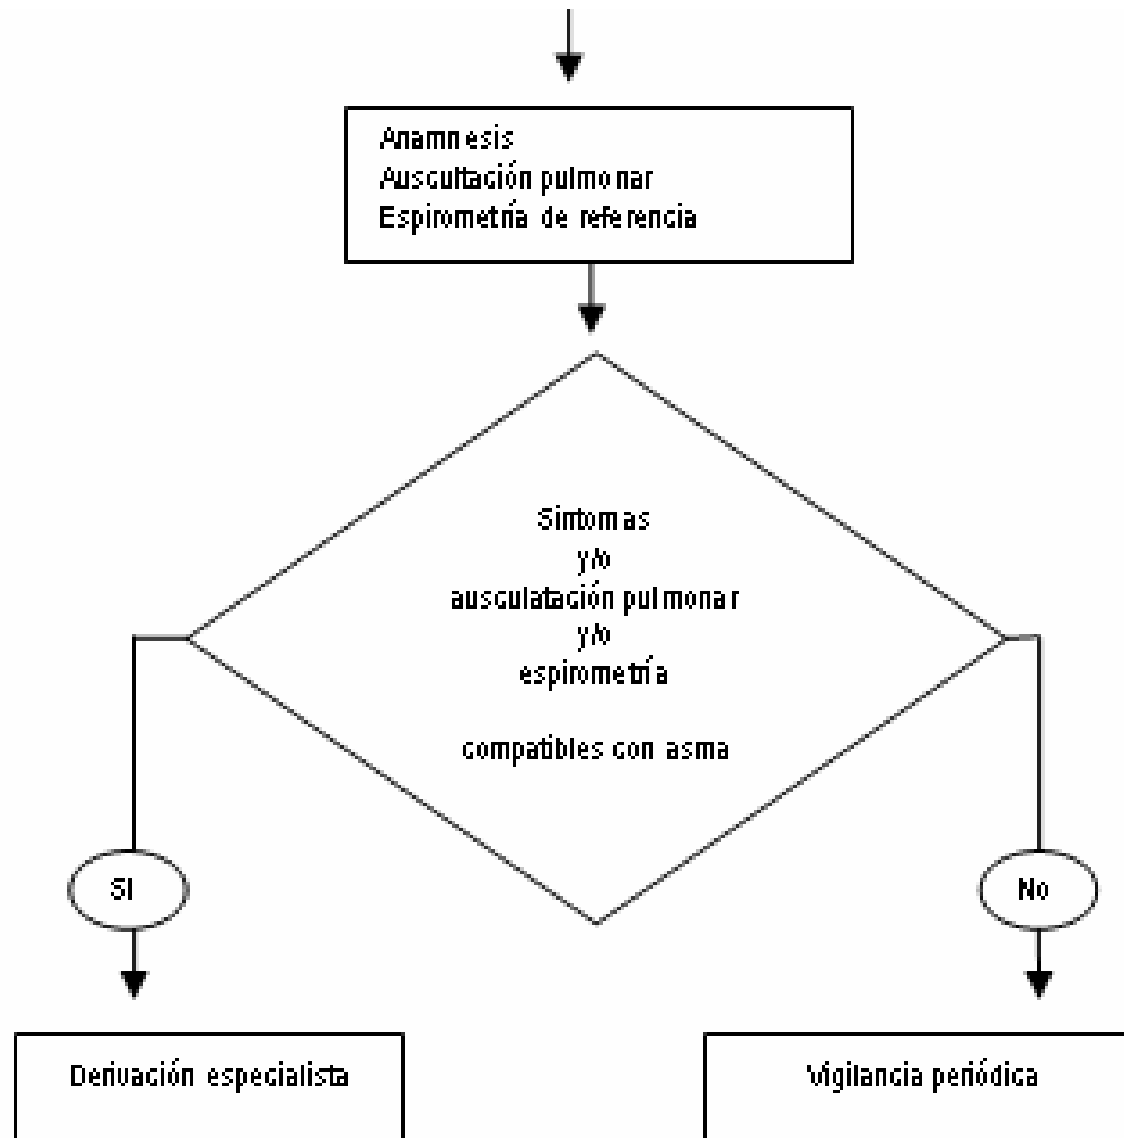 Anamnesis
Auscultación pulmonar
Espirometría de referencia
Síntomas
y/o
ausculatación pulmonar
y/o
espirometría
compatibles con asma
SI
No
Derivación especialista
Vigilancia periódica